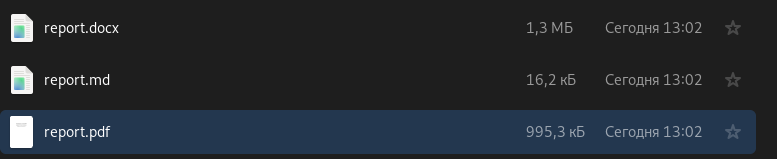 report.docx 1,3 МБ Сегодня 13:02
report.md 16,2 кБ Сегодня 13:02
report.pdf 995,3 кБ Сегодня 13:02